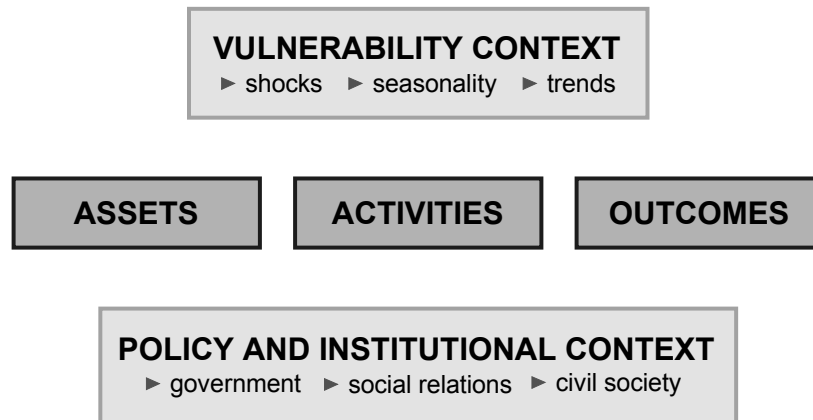 VULNERABILITY CONTEXT
► shocks ► seasonality ► trends
ASSETS
ACTIVITIES
OUTCOMES
POLICY AND INSTITUTIONAL CONTEXT
► government ► social relations ► civil society